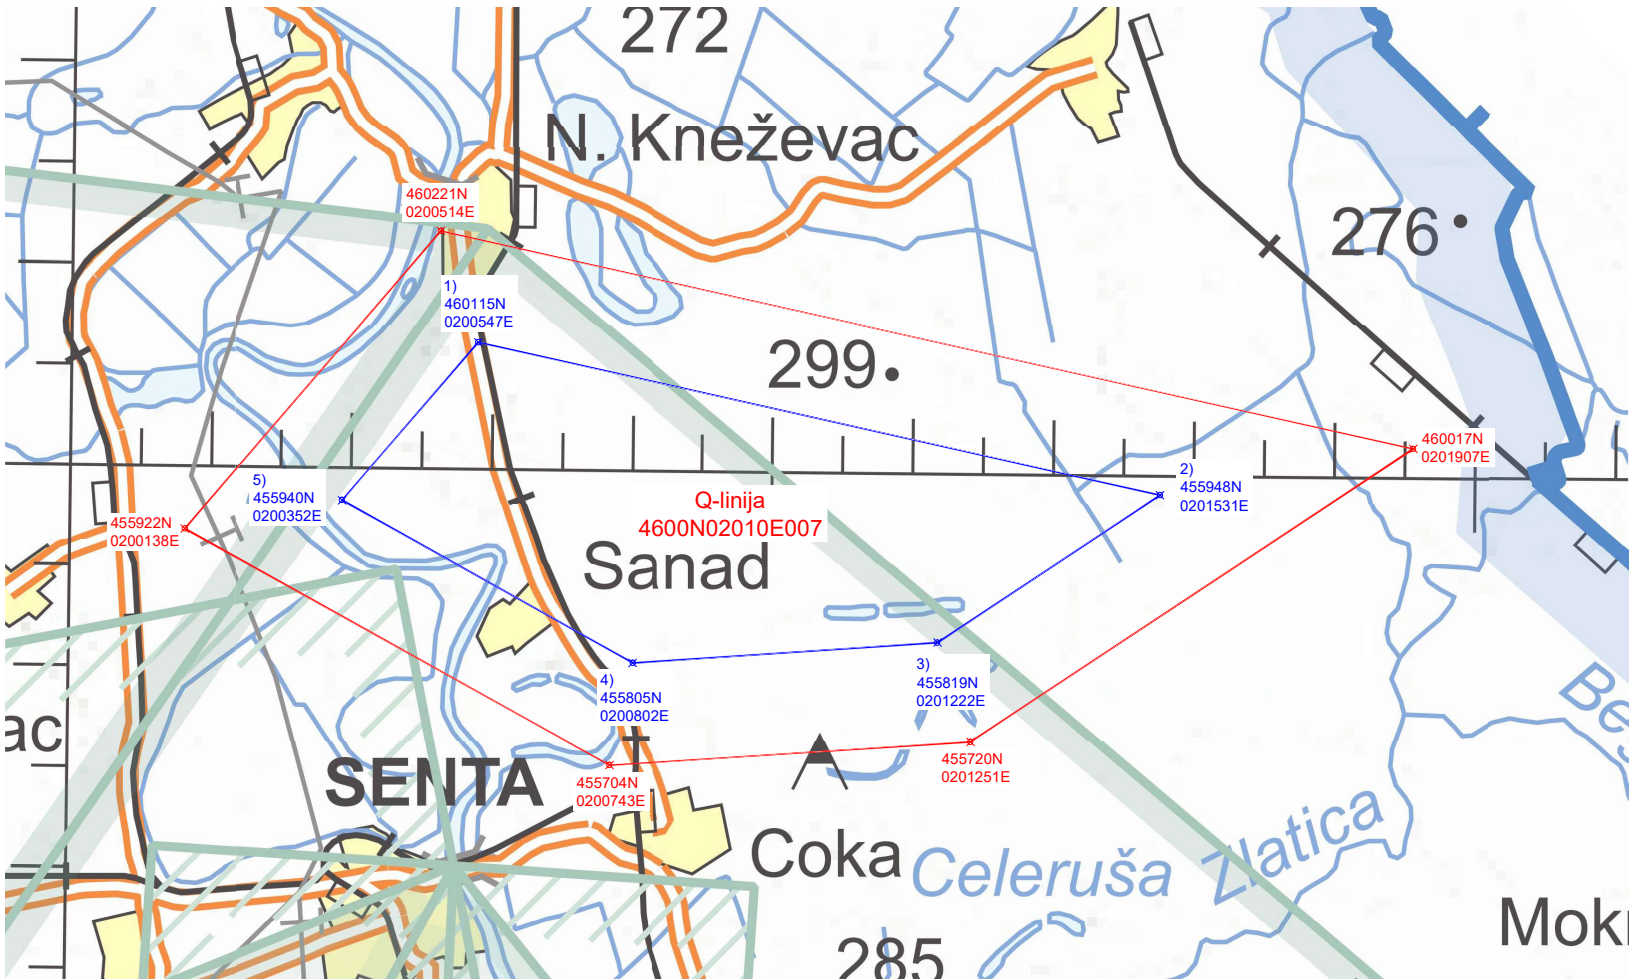 272
N. Kneževac
460221N
0200514E
276
1)
460115N
0200547E
299
460017N
0201907E
2)
455948N
0201531E
5)
455940N
0200352E
455922N
0200138E
Q-linija
4600N02010E007
Sanad
3)
455819N
0201222E
4)
455805N
0200802E
ac
Be
455720N
0201251E
SENTA
455704N
0200743E
Coka
Celeruša
Zlatica
Mokr
285